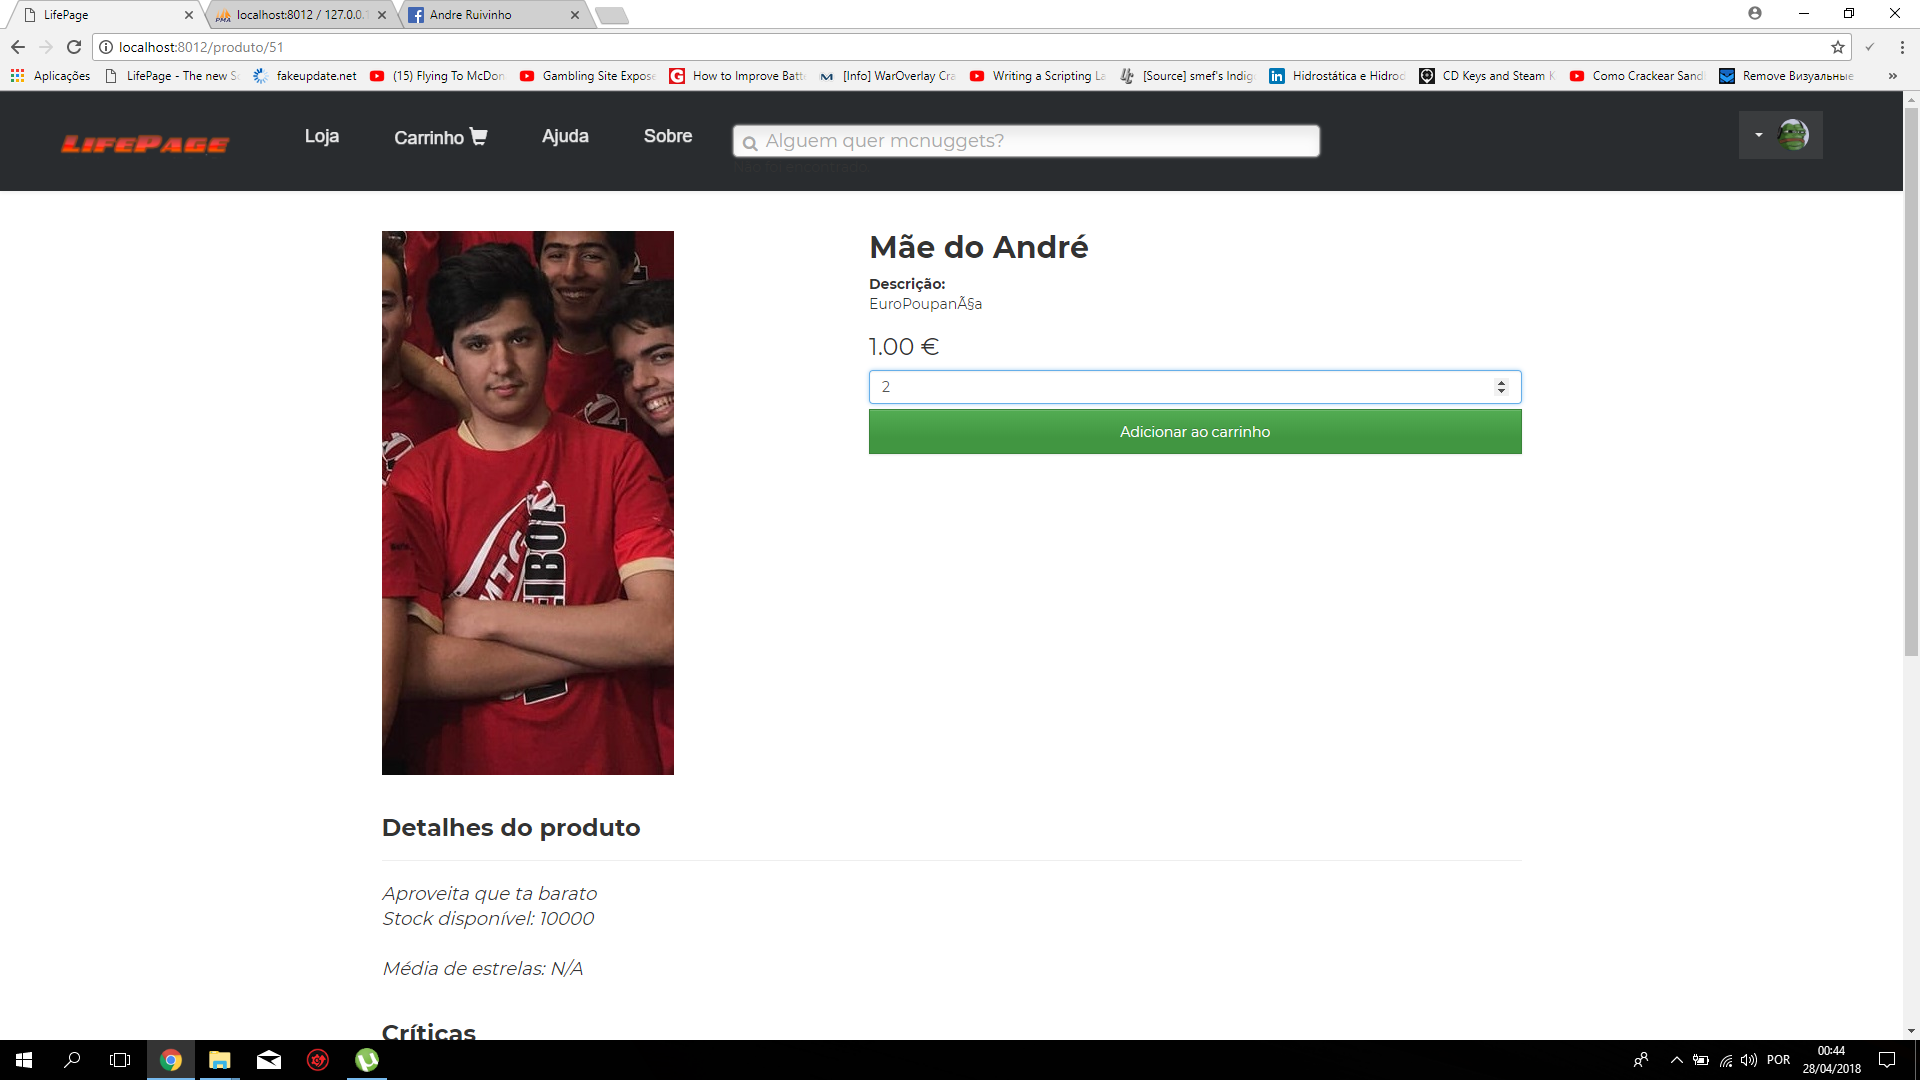 LifePage
localhost:8012 / 127.0.0.1
Andre Ruivinho
localhost:8012/produto/51
Aplicações
LifePage - The new So
fakeupdate.net
(15) Flying To McDon
Gambling Site Expose
How to Improve Batt
[Info] WarOverlay Cra
Writing a Scripting La
[Source] smef's Indig
Hidrostática e Hidrod
CD Keys and Steam K
Como Crackear Sand
Remove Визуальные
»
LIFEPAGE
Loja
Carrinho
Ajuda
Sobre
Alguem quer mcnuggets?
Mãe do André
Descrição:
EuroPoupanÃ§a
1.00 €
2
Adicionar ao carrinho
Detalhes do produto
Aproveita que ta barato
Stock disponível: 10000
Média de estrelas: N/A
Críticas
POR
00:44
28/04/2018